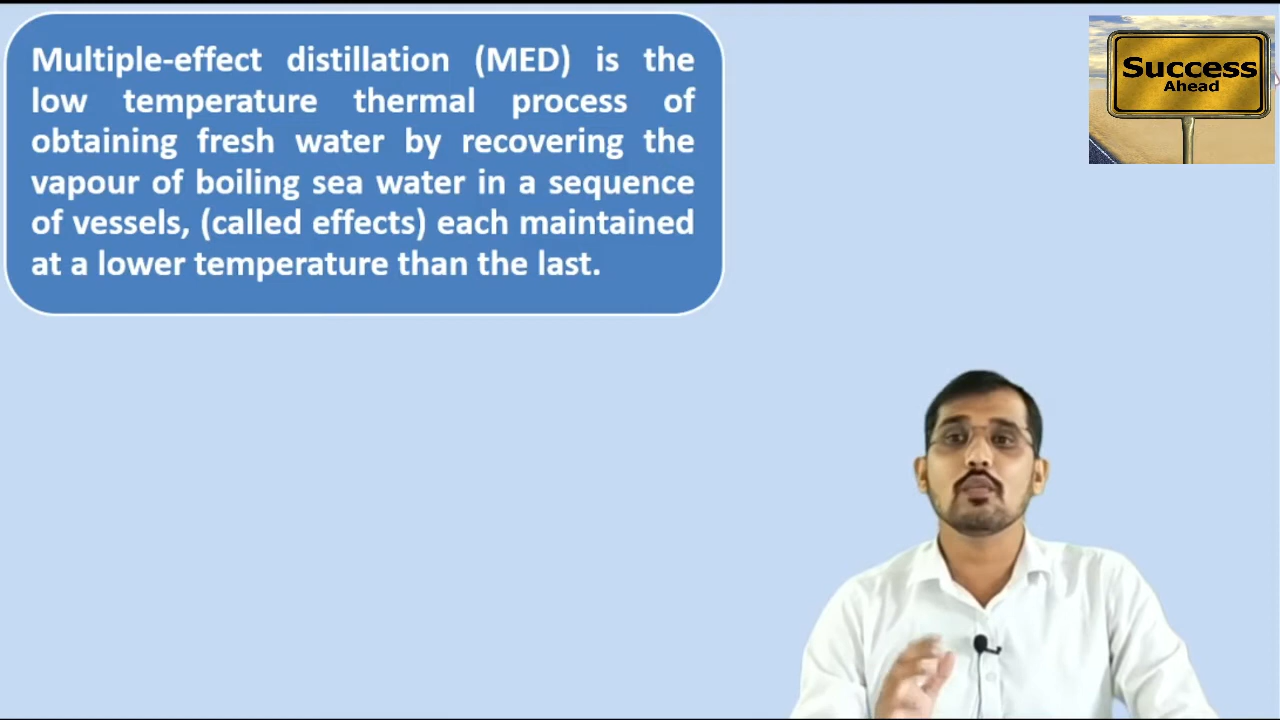 Multiple-effect distillation (MED) is the
low temperature thermal process of
obtaining fresh water by recovering the
vapour of boiling sea water in a sequence
of vessels, (called effects) each maintained
at a lower temperature than the last.
Success
Ahead